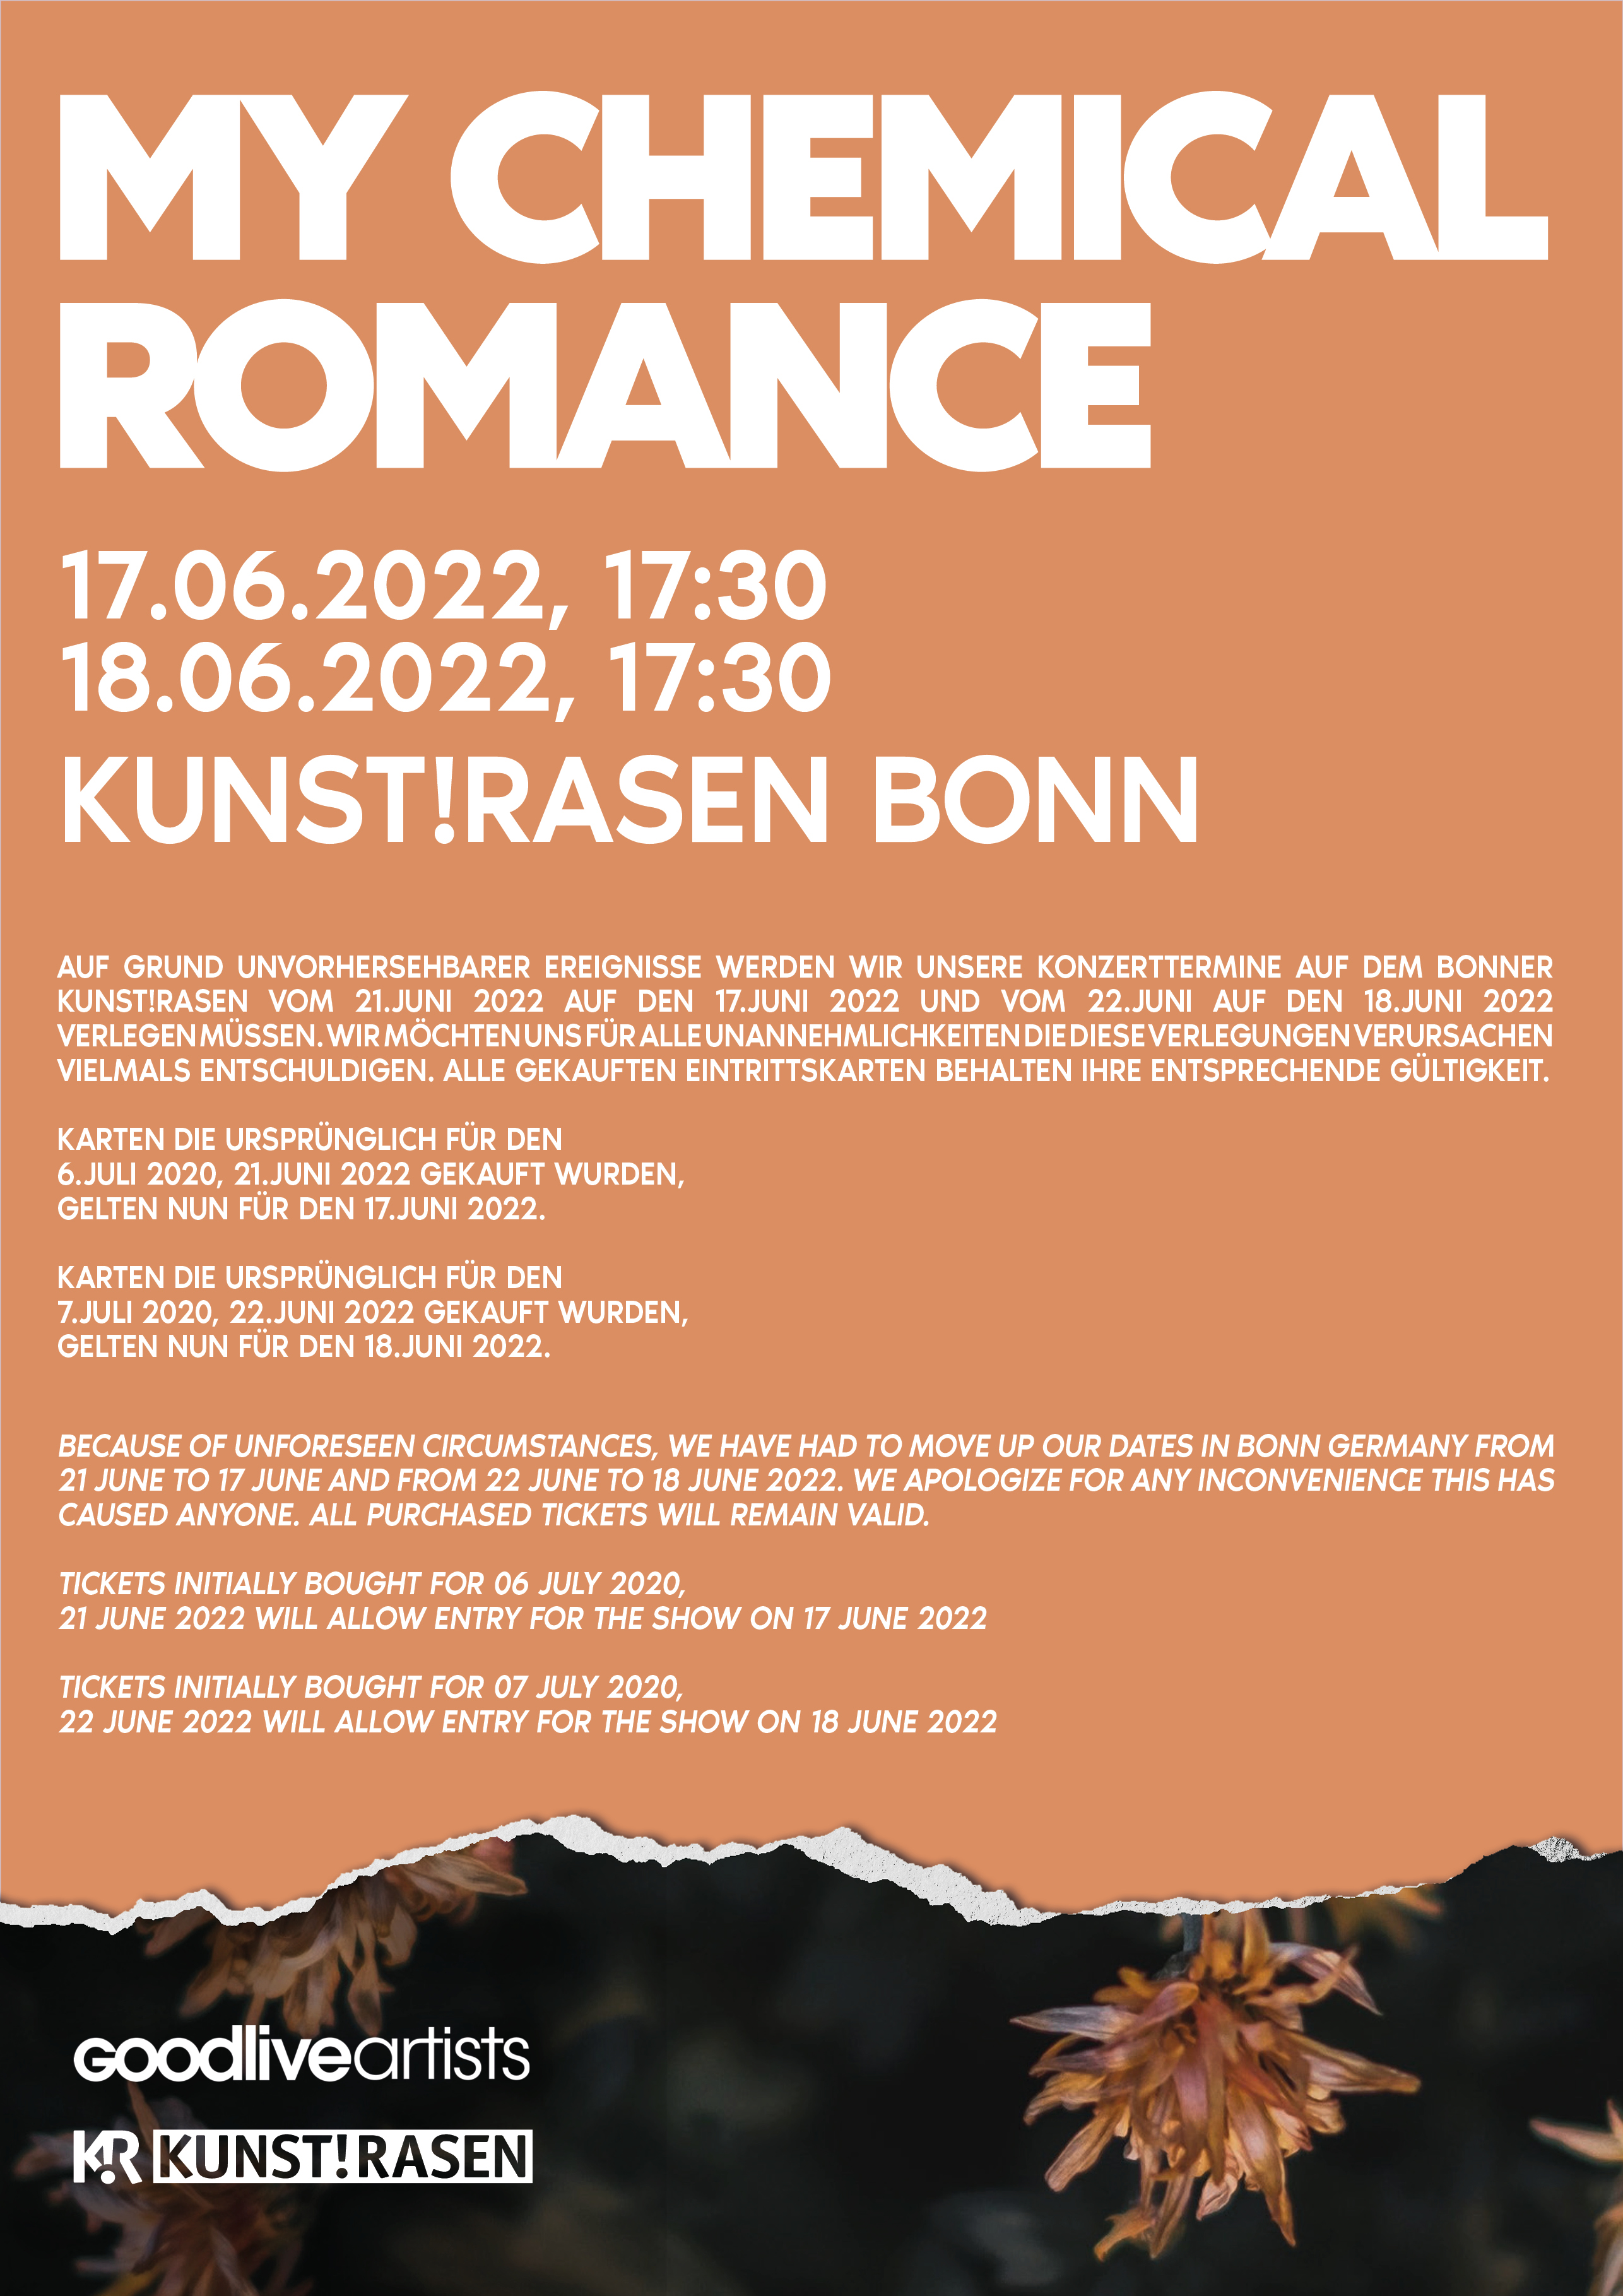 MY CHEMICAL
ROMANCE
17.06.2022, 17:30
18.06.2022, 17:30
KUNST!RASEN BONN
AUF GRUND UNVORHERSEHBARER EREIGNISSE WERDEN WIR UNSERE KONZERTTERMINE AUF DEM BONNER
KUNST!RASEN VOM 21.JUNI 2022 AUF DEN 17.JUNI 2022 UND VOM 22.JUNI AUF DEN 18.JUNI 2022
VERLEGEN MÜSSEN. WIR MÖCHTEN UNS FÜR ALLE UNANNEHMLICHKEITEN DIE DIESE VERLEGUNGEN VERURSACHEN
VIELMALS ENTSCHULDIGEN. ALLE GEKAUFTEN EINTRITTSKARTEN BEHALTEN IHRE ENTSPRECHENDE GÜLTIGKEIT.
KARTEN DIE URSPRÜNGLICH FÜR DEN
6.JULI 2020, 21.JUNI 2022 GEKAUFT WURDEN,
GELTEN NUN FÜR DEN 17.JUNI 2022.
KARTEN DIE URSPRÜNGLICH FÜR DEN
7.JULI 2020, 22.JUNI 2022 GEKAUFT WURDEN,
GELTEN NUN FÜR DEN 18.JUNI 2022.
BECAUSE OF UNFORESEEN CIRCUMSTANCES, WE HAVE HAD TO MOVE UP OUR DATES IN BONN GERMANY FROM
21 JUNE TO 17 JUNE AND FROM 22 JUNE TO 18 JUNE 2022. WE APOLOGIZE FOR ANY INCONVENIENCE THIS HAS
CAUSED ANYONE. ALL PURCHASED TICKETS WILL REMAIN VALID.
TICKETS INITIALLY BOUGHT FOR 06 JULY 2020,
21 JUNE 2022 WILL ALLOW ENTRY FOR THE SHOW ON 17 JUNE 2022
TICKETS INITIALLY BOUGHT FOR 07 JULY 2020,
22 JUNE 2022 WILL ALLOW ENTRY FOR THE SHOW ON 18 JUNE 2022
Goodliveartists
K!R KUNST!RASEN